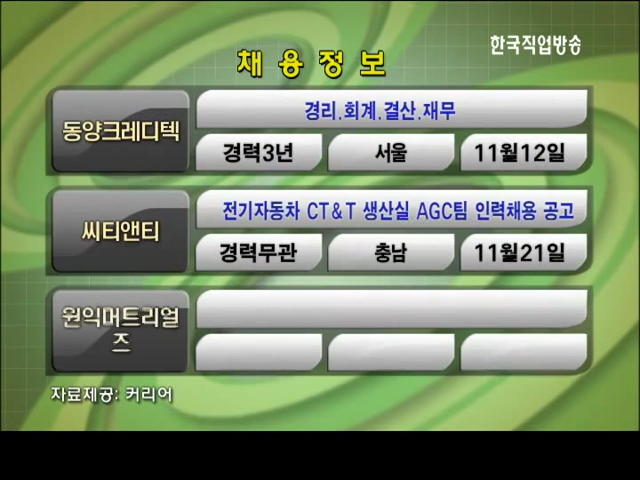 한국직업방송
채용정보
동양크레디텍
경리.회계.결산.재무
경력3년 서울 11월12일
씨티앤티
전기자동차 CT&T 생산실 AGC팀 인력채용 공고
경력무관 충남 11월21일
원익머트리얼
즈
자료제공: 커리어